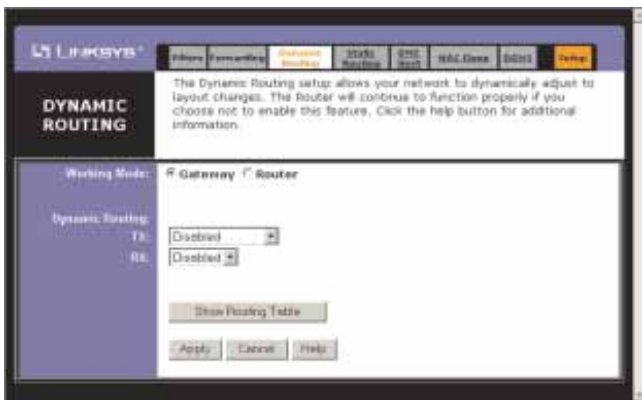 LINKSYS®
Filters Forwarding Dynamic Routing Static Routing DMZ Host MAC Clone DDNS Setup
DYNAMIC ROUTING
The Dynamic Routing setup allows your network to dynamically adjust to
layout changes. The Router will continue to function properly if you
choose not to enable this feature. Click the help button for additional
information.
Working Mode: Gateway Router
Dynamic Routing:
TX: Disabled
RX: Disabled
Show Routing Table
Apply Cancel Help